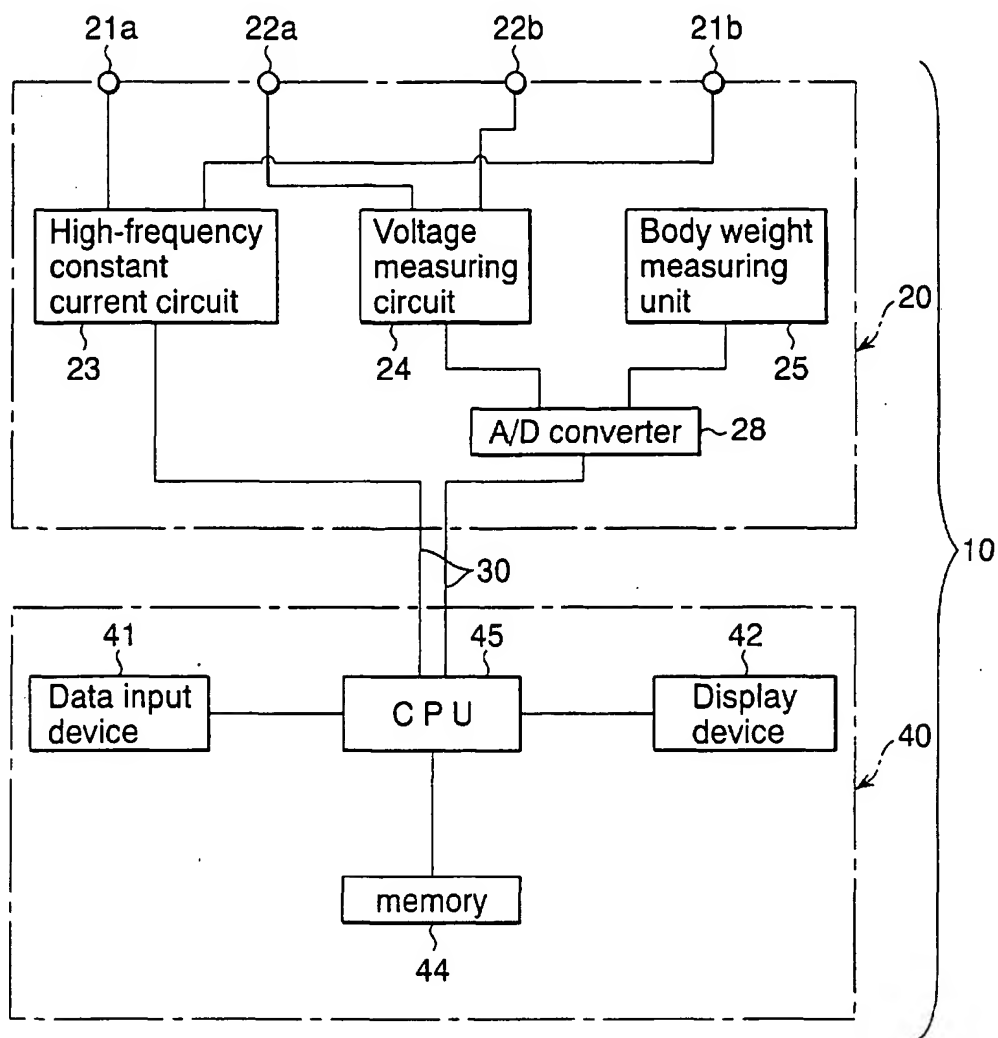 21a
22a
22b
21b
High-frequency
constant
current circuit
Voltage
measuring
circuit
Body weight
measuring
unit
20
23
24
25
A/D converter
28
10
30
41
45
42
Data input
device
CPU
Display
device
40
memory
44